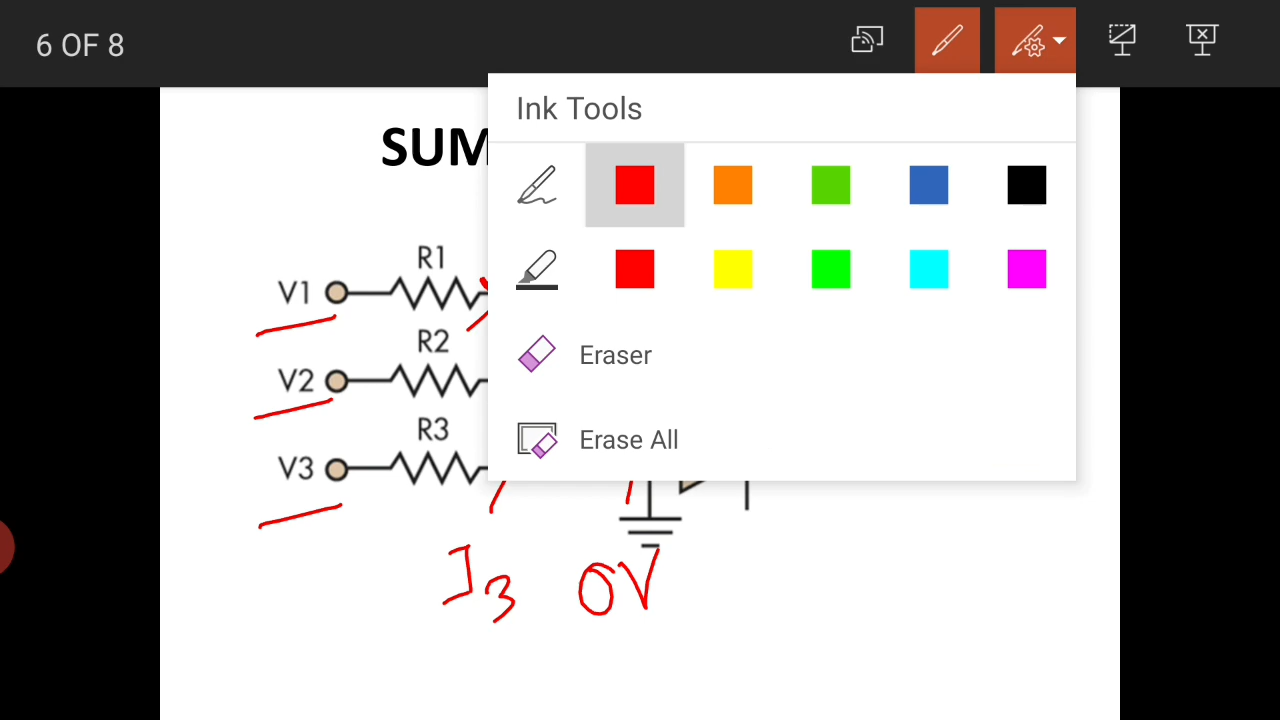 6 OF 8
Ink Tools
SUM
R1
V1
R2
V2
Eraser
R3
Erase All
V3
I3 0V